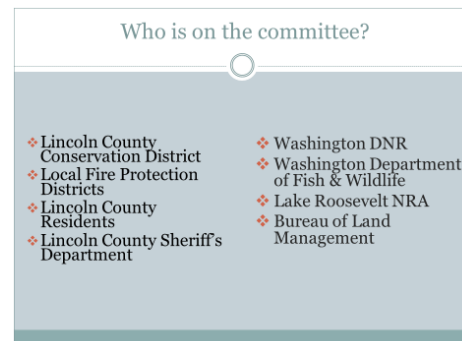 Who is on the committee?
Lincoln County
Conservation District
Local Fire Protection
Districts
Lincoln County
Residents
Lincoln County Sheriff's
Department
Washington DNR
Washington Department
of Fish & Wildlife
Lake Roosevelt NRA
Bureau of Land
Management